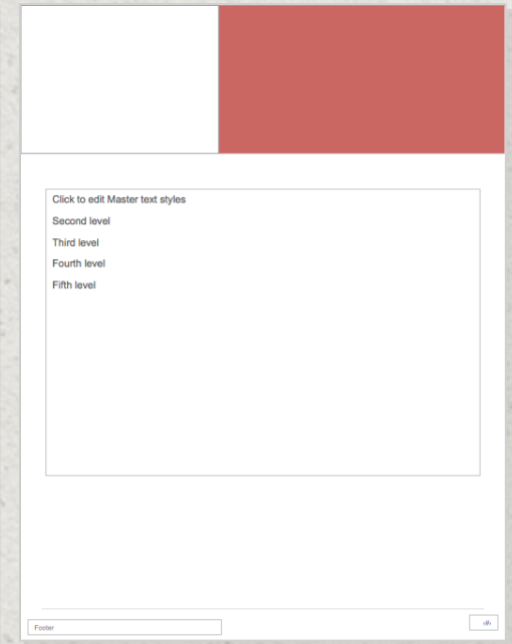 Click to edit Master text styles
Second level
Third level
Fourth level
Fifth level
Footer